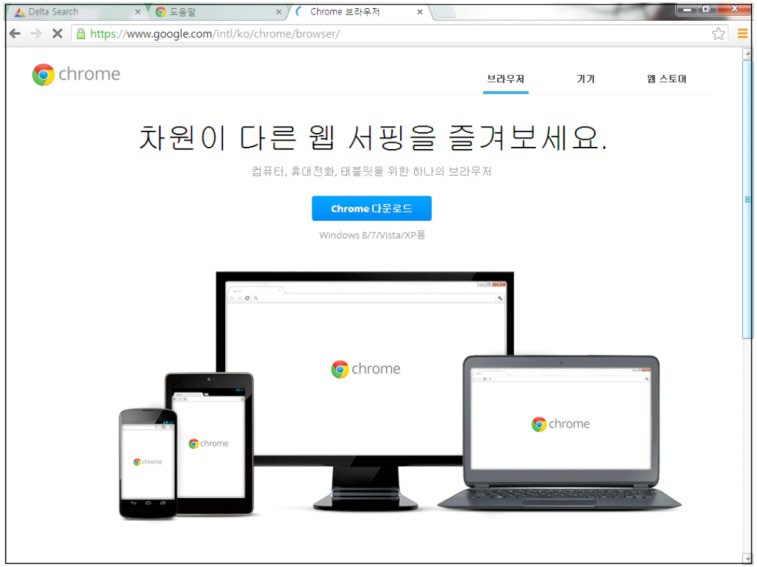 Delta Search
도움말
Chrome 브라우저
https://www.google.com/intl/ko/chrome/browser/
chrome
브라우저
기기
웹 스토어
차원이 다른 웹 서핑을 즐겨보세요.
컴퓨터, 휴대전화, 태블릿을 위한 하나의 브라우저
Chrome 다운로드
Windows 8/7/Vista/XP용
chrome
chrome
chrome
chrome